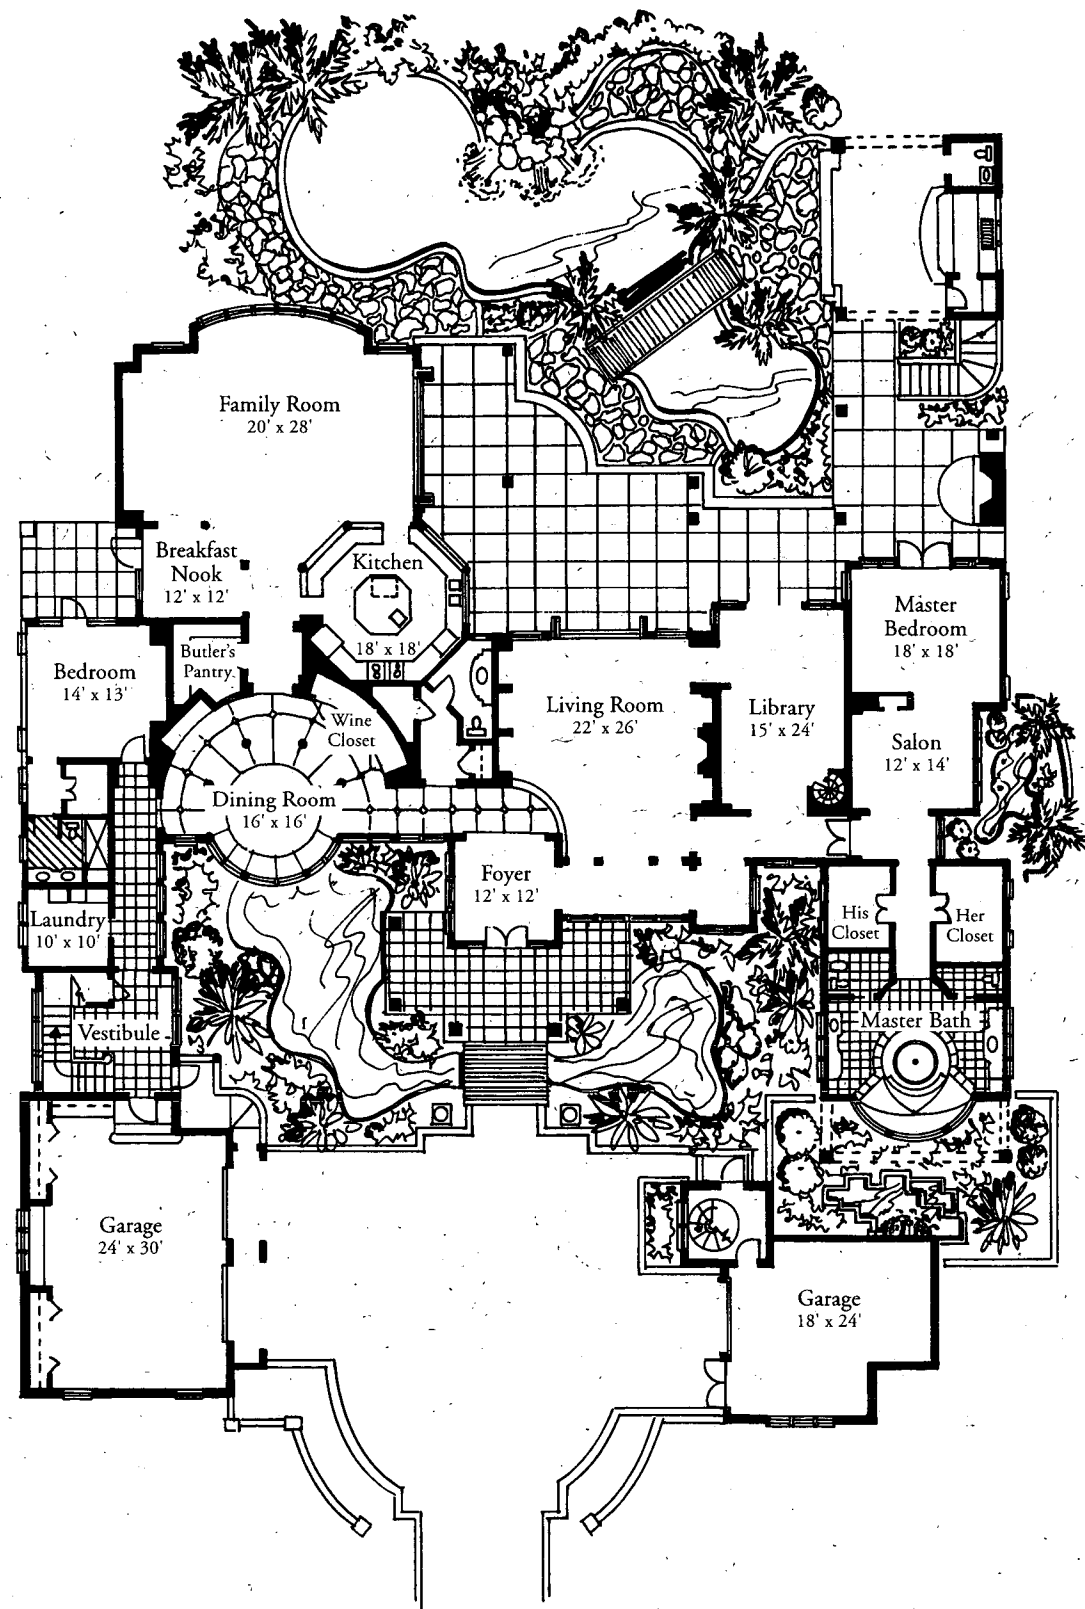 Family Room
20' x 28'
Breakfast
Nook
12' x 12'
Kitchen
18' x 18'
Master
Bedroom
18' x 18'
Butler's
Pantry
Bedroom
14' x 13'
Wine
Closet
Living Room
22' x 26'
Library
15' x 24'
Salon
12' x 14'
Dining Room
16' x 16'
Foyer
12' x 12'
His
Closet
Her
Closet
Laundry
10' x 10'
Vestibule
Master Bath
Garage
24' x 30'
Garage
18' x 24'